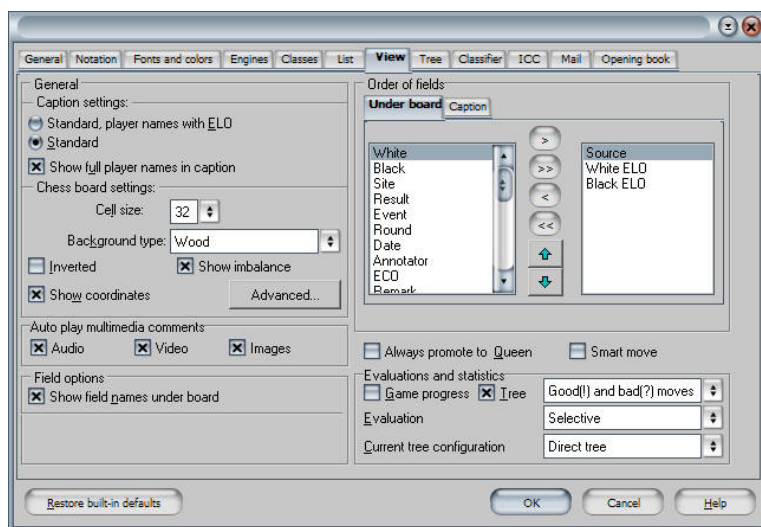 General Notation Fonts and colors Engines Classes List View Tree Classifier ICC Mail Opening book
General
Caption settings:
Standard, player names with ELO
Standard
Show full player names in caption
Chess board settings:
Cell size: 32
Background type: Wood
Inverted Show imbalance
Show coordinates Advanced...
Auto play multimedia comments
Audio Video Images
Field options
Show field names under board
Order of fields
Under board Caption
White
Black
Site
Result
Event
Round
Date
Annotator
ECO
Remark
>
>>
<
<<
Source
White ELO
Black ELO
Always promote to Queen Smart move
Evaluations and statistics
Game progress Tree Good(!) and bad(?) moves
Evaluation Selective
Current tree configuration Direct tree
Restore built-in defaults OK Cancel Help